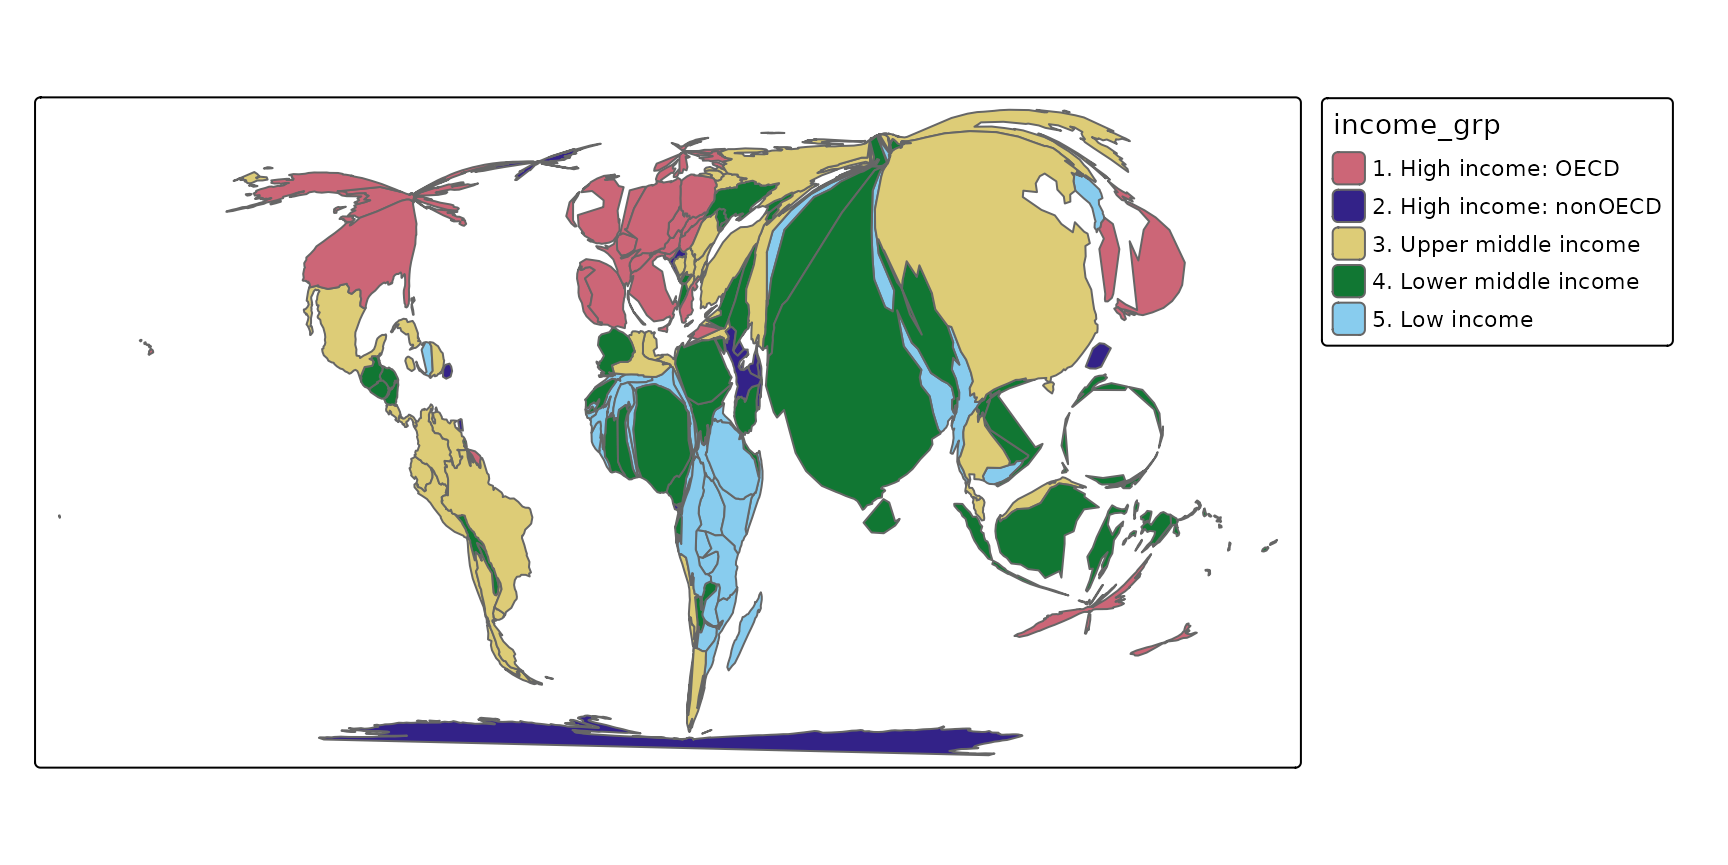 income_grp
1. High income: OECD
2. High income: nonOECD
3. Upper middle income
4. Lower middle income
5. Low income